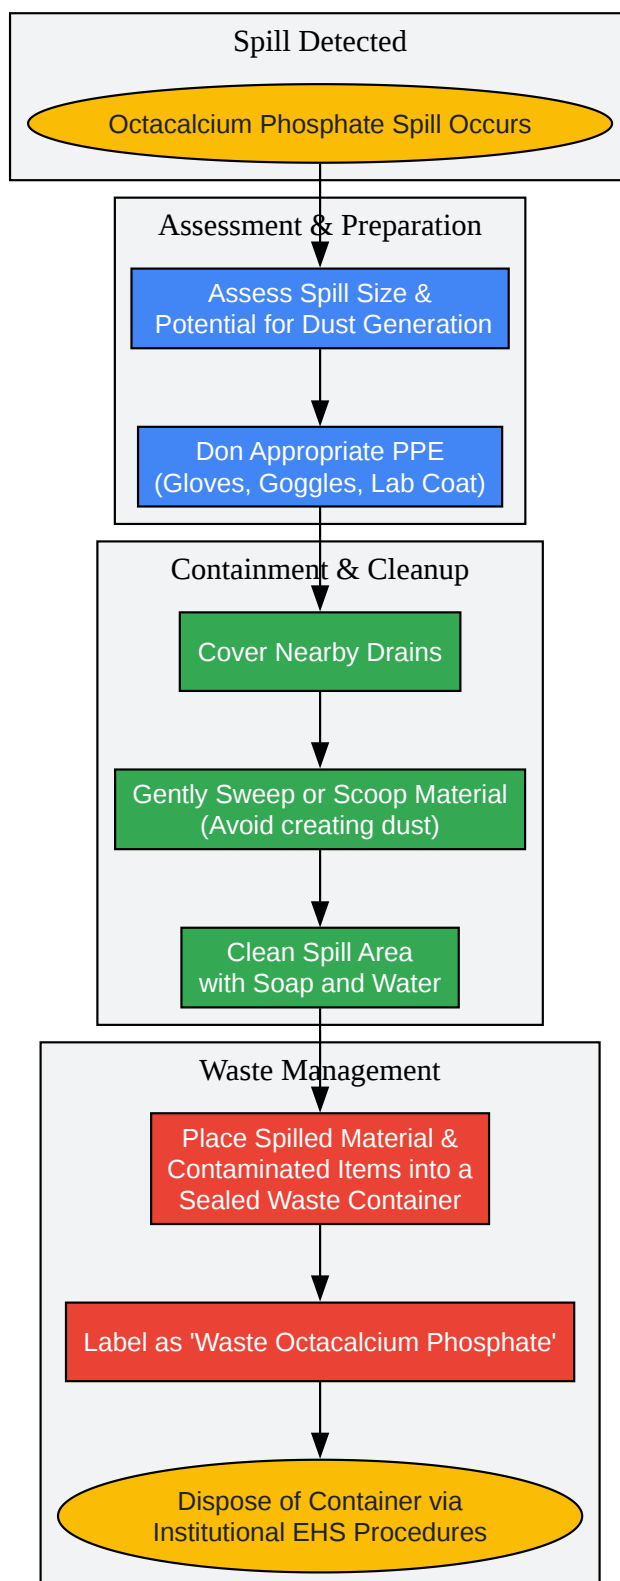 Spill Detected
Octacalcium Phosphate Spill Occurs
Assessment & Preparation
Assess Spill Size &
Potential for Dust Generation
Don Appropriate PPE
(Gloves, Goggles, Lab Coat)
Containment & Cleanup
Cover Nearby Drains
Gently Sweep or Scoop Material
(Avoid creating dust)
Clean Spill Area
with Soap and Water
Waste Management
Place Spilled Material &
Contaminated Items into a
Sealed Waste Container
Label as 'Waste Octacalcium Phosphate'
Dispose of Container via
Institutional EHS Procedures